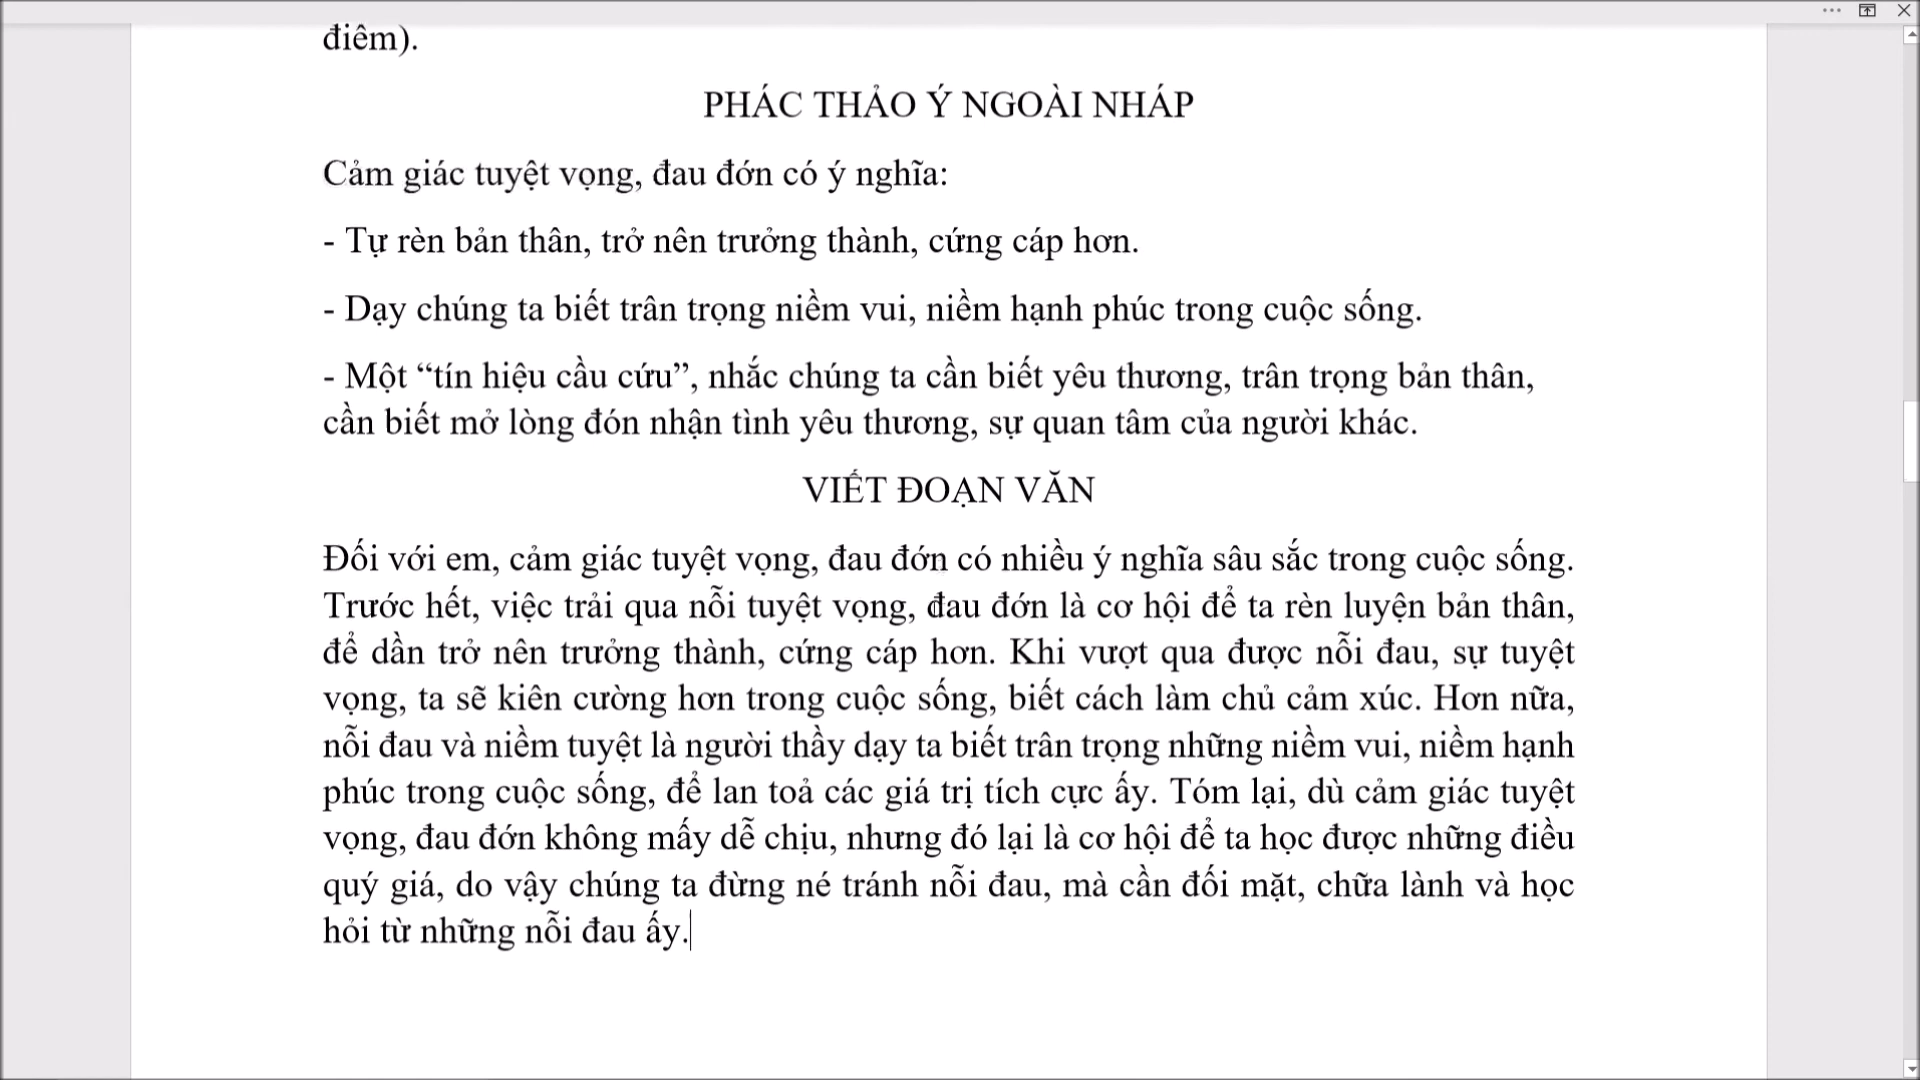 điểm).
PHÁC THẢO Ý NGOÀI NHÁP
Cảm giác tuyệt vọng, đau đớn có ý nghĩa:
- Tự rèn bản thân, trở nên trưởng thành, cứng cáp hơn.
- Dạy chúng ta biết trân trọng niềm vui, niềm hạnh phúc trong cuộc sống.
- Một “tín hiệu cầu cứu”, nhắc chúng ta cần biết yêu thương, trân trọng bản thân,
cần biết mở lòng đón nhận tình yêu thương, sự quan tâm của người khác.
VIẾT ĐOẠN VĂN
Đối với em, cảm giác tuyệt vọng, đau đớn có nhiều ý nghĩa sâu sắc trong cuộc sống.
Trước hết, việc trải qua nỗi tuyệt vọng, đau đớn là cơ hội để ta rèn luyện bản thân,
để dần trở nên trưởng thành, cứng cáp hơn. Khi vượt qua được nỗi đau, sự tuyệt
vọng, ta sẽ kiên cường hơn trong cuộc sống, biết cách làm chủ cảm xúc. Hơn nữa,
nỗi đau và niềm tuyệt là người thầy dạy ta biết trân trọng những niềm vui, niềm hạnh
phúc trong cuộc sống, để lan toả các giá trị tích cực ấy. Tóm lại, dù cảm giác tuyệt
vọng, đau đớn không mấy dễ chịu, nhưng đó lại là cơ hội để ta học được những điều
quý giá, do vậy chúng ta đừng né tránh nỗi đau, mà cần đối mặt, chữa lành và học
hỏi từ những nỗi đau ấy.